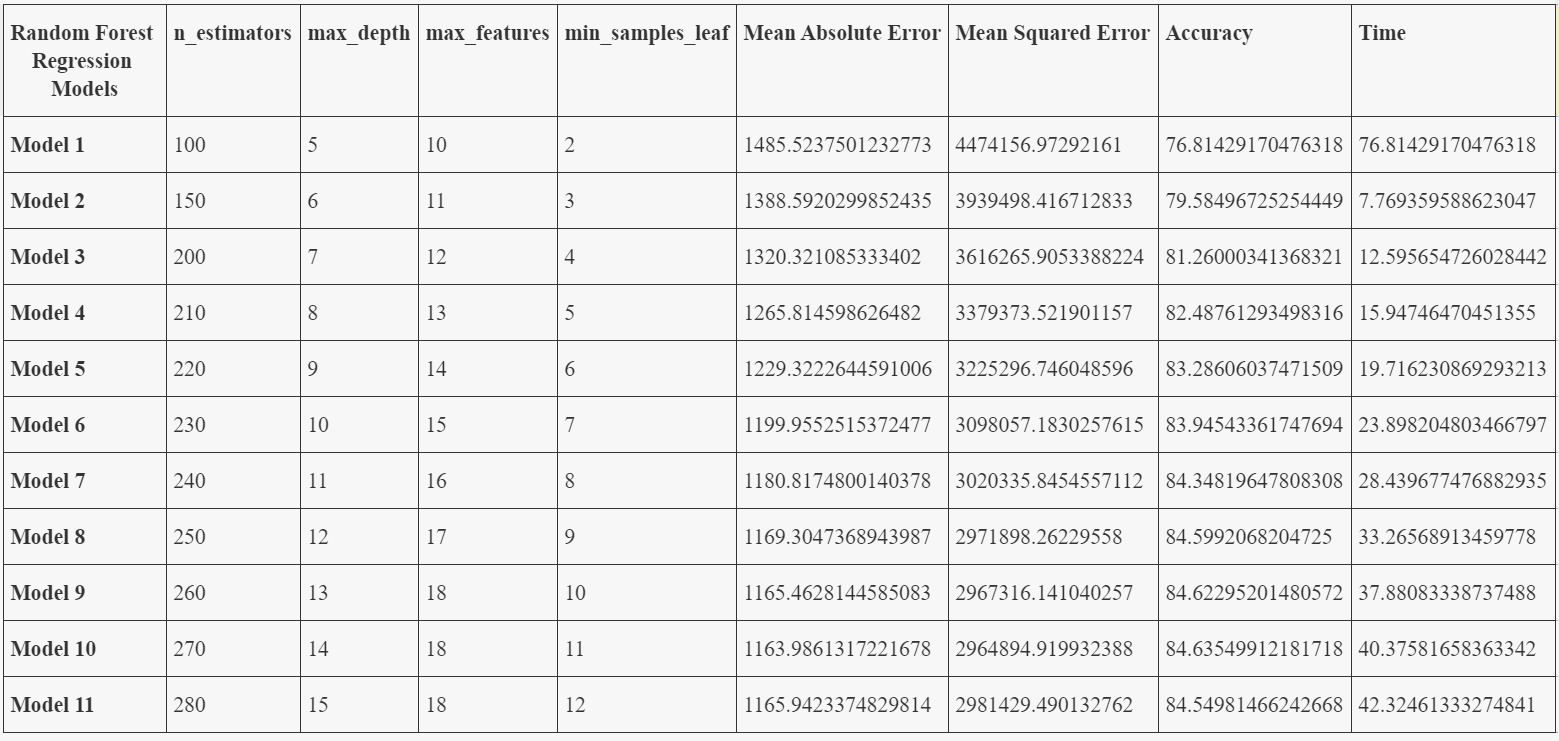 Random Forest Regression Models n_estimators max_depth max_features min_samples_leaf Mean Absolute Error Mean Squared Error Accuracy Time
Model 1 100 5 10 2 1485.5237501232773 4474156.97292161 76.81429170476318 76.81429170476318
Model 2 150 6 11 3 1388.5920299852435 3939498.416712833 79.58496725254449 7.769359588623047
Model 3 200 7 12 4 1320.321085333402 3616265.9053388224 81.26000341368321 12.595654726028442
Model 4 210 8 13 5 1265.814598626482 3379373.521901157 82.48761293498316 15.94746470451355
Model 5 220 9 14 6 1229.3222644591006 3225296.746048596 83.28606037471509 19.716230869293213
Model 6 230 10 15 7 1199.9552515372477 3098057.1830257615 83.94543361747694 23.898204803466797
Model 7 240 11 16 8 1180.8174800140378 3020335.8454557112 84.34819647808308 28.439677476882935
Model 8 250 12 17 9 1169.3047368943987 2971898.26229558 84.5992068204725 33.26568913459778
Model 9 260 13 18 10 1165.4628144585083 2967316.141040257 84.62295201480572 37.88083338737488
Model 10 270 14 18 11 1163.9861317221678 2964894.919932388 84.63549912181718 40.37581658363342
Model 11 280 15 18 12 1165.9423374829814 2981429.490132762 84.54981466242668 42.32461333274841